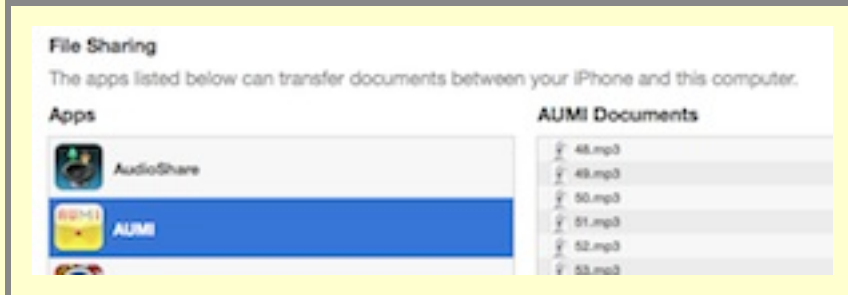 File Sharing
The apps listed below can transfer documents between your iPhone and this computer.
Apps
AUMI Documents
AudioShare
AUMI
AUMI
48.mp3
49.mp3
50.mp3
51.mp3
52.mp3
53.mp3